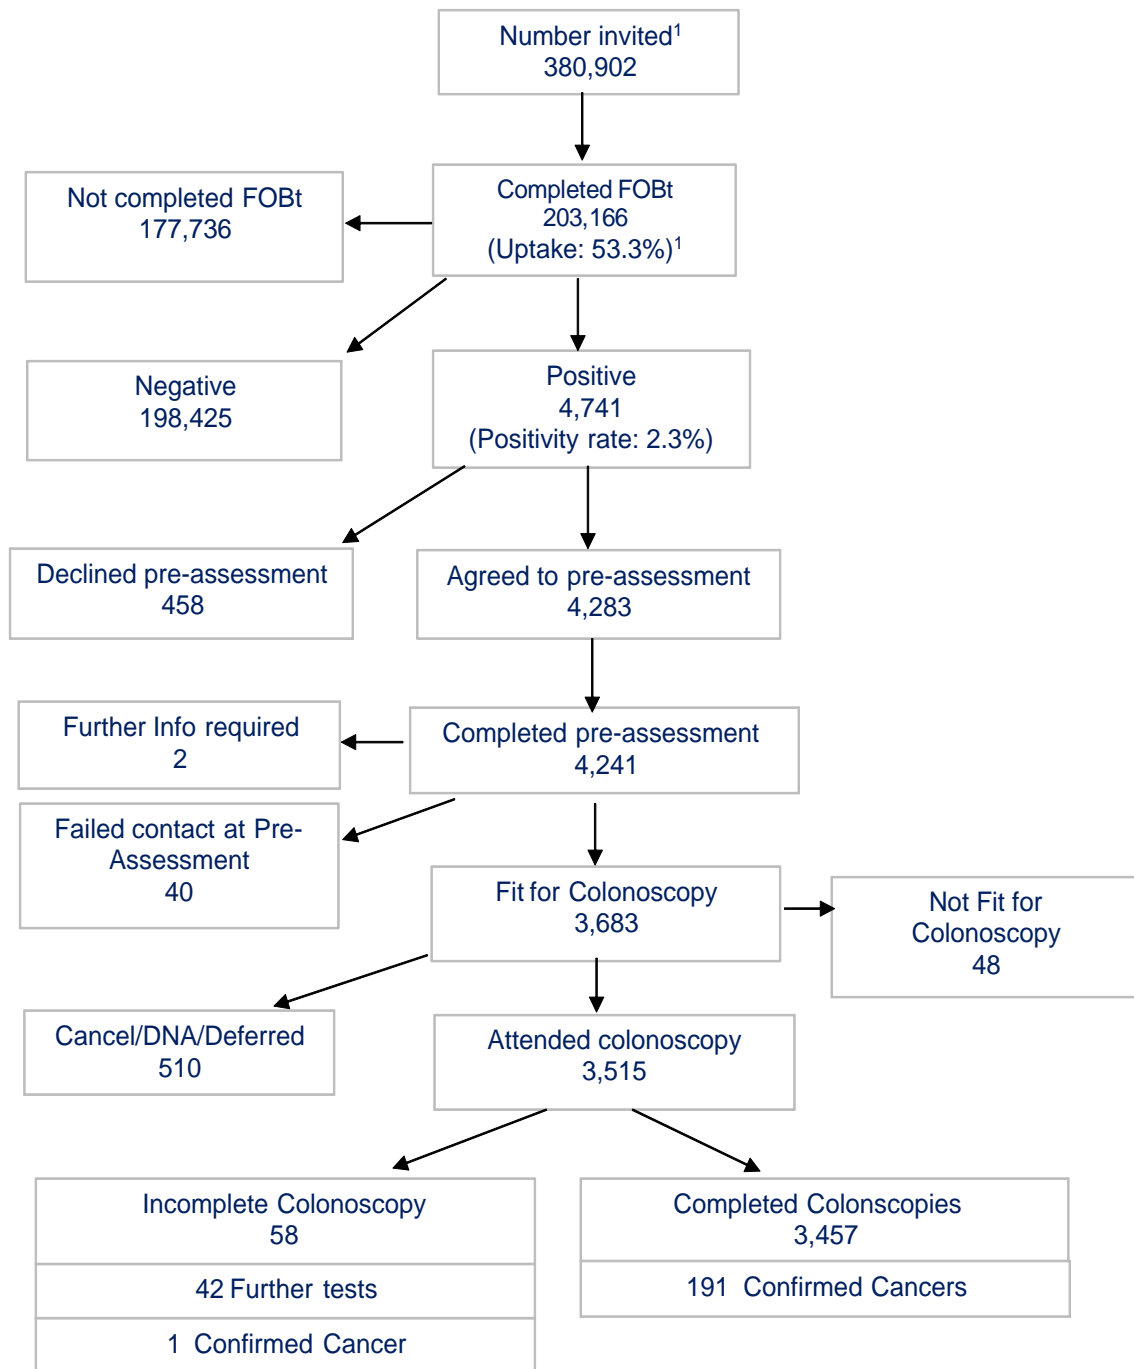 Number invited¹
380,902
Completed FOBt
203,166
(Uptake: 53.3%)¹
Not completed FOBt
177,736
Negative
198,425
Positive
4,741
(Positivity rate: 2.3%)
Declined pre-assessment
458
Agreed to pre-assessment
4,283
Further Info required
2
Completed pre-assessment
4,241
Failed contact at Pre-
Assessment
40
Fit for Colonoscopy
3,683
Not Fit for
Colonoscopy
48
Cancel/DNA/Deferred
510
Attended colonoscopy
3,515
Incomplete Colonoscopy
58
42 Further tests
1 Confirmed Cancer
Completed Colonscopies
3,457
191 Confirmed Cancers